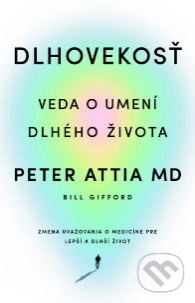 DLHOVEKOSŤ
VEDA O UMENÍ
DLHÉHO ŽIVOTA
PETER ATTIA MD
BILL GIFFORD
ZMENA UVAŽOVANIA O MEDICÍNE PRE
LEPŠÍ A DLHŠÍ ŽIVOT